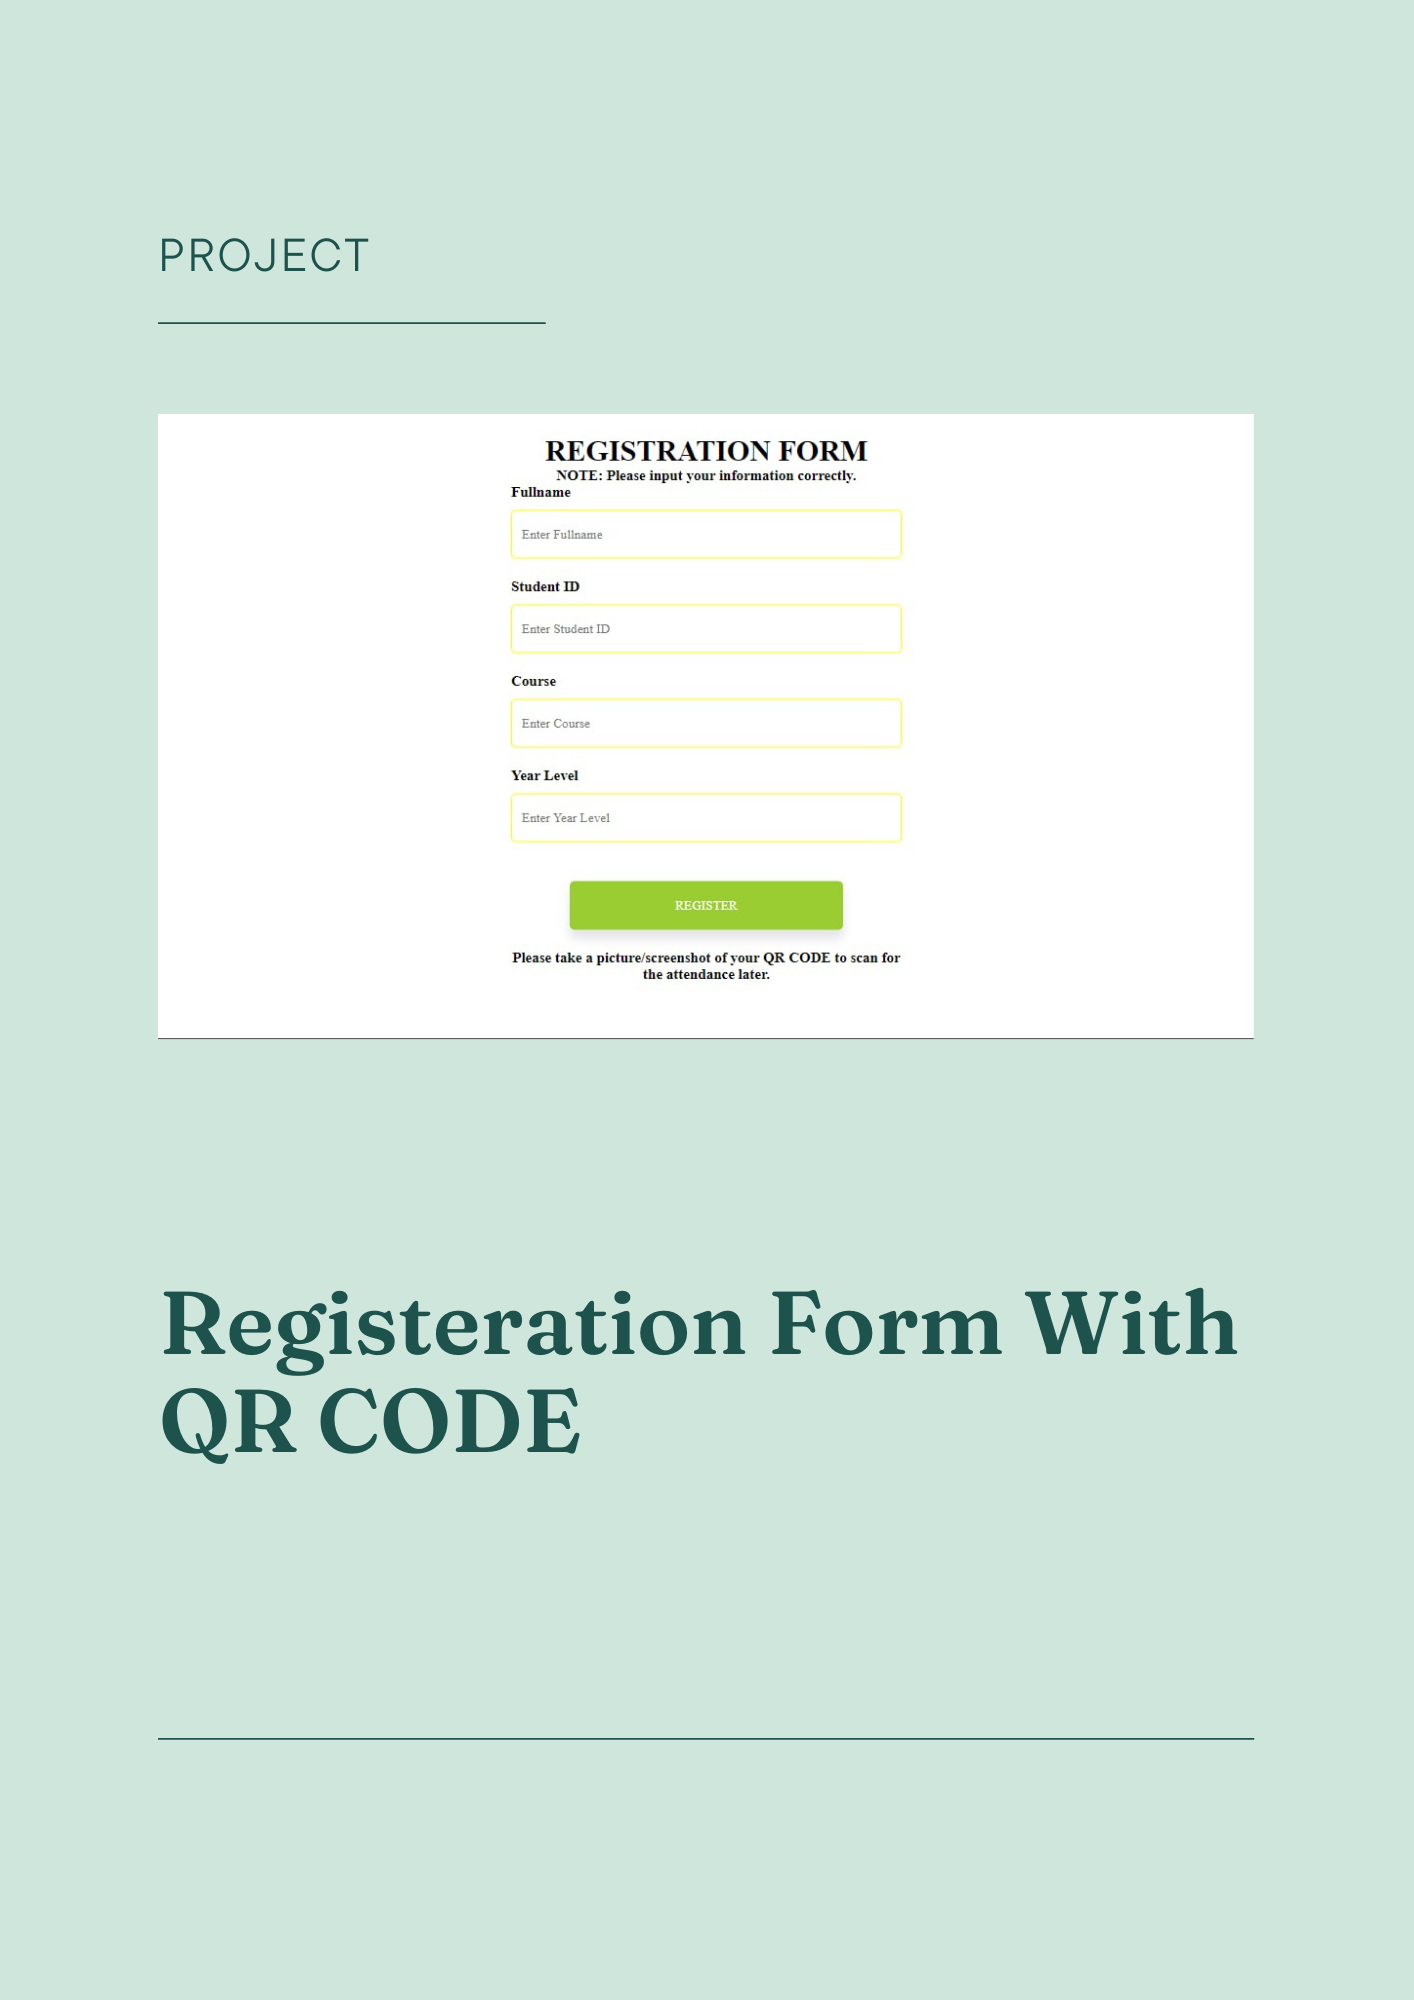 PROJECT
REGISTRATION FORM
NOTE: Please input your information correctly.
Fullname
Enter Fullname
Student ID
Enter Student ID
Course
Enter Course
Year Level
Enter Year Level
REGISTER
Please take a picture/screenshot of your QR CODE to scan for
the attendance later.
Registeration Form With
QR CODE